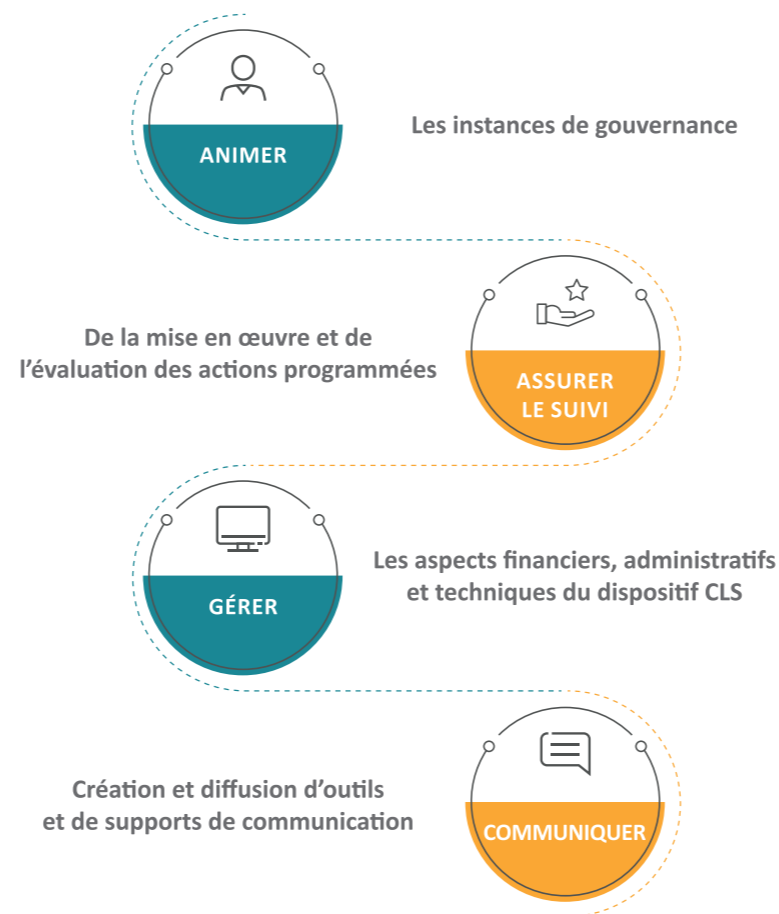 ANIMER
Les instances de gouvernance
De la mise en œuvre et de
l’évaluation des actions programmées
ASSURER
LE SUIVI
GÉRER
Les aspects financiers, administratifs
et techniques du dispositif CLS
Création et diffusion d’outils
et de supports de communication
COMMUNIQUER